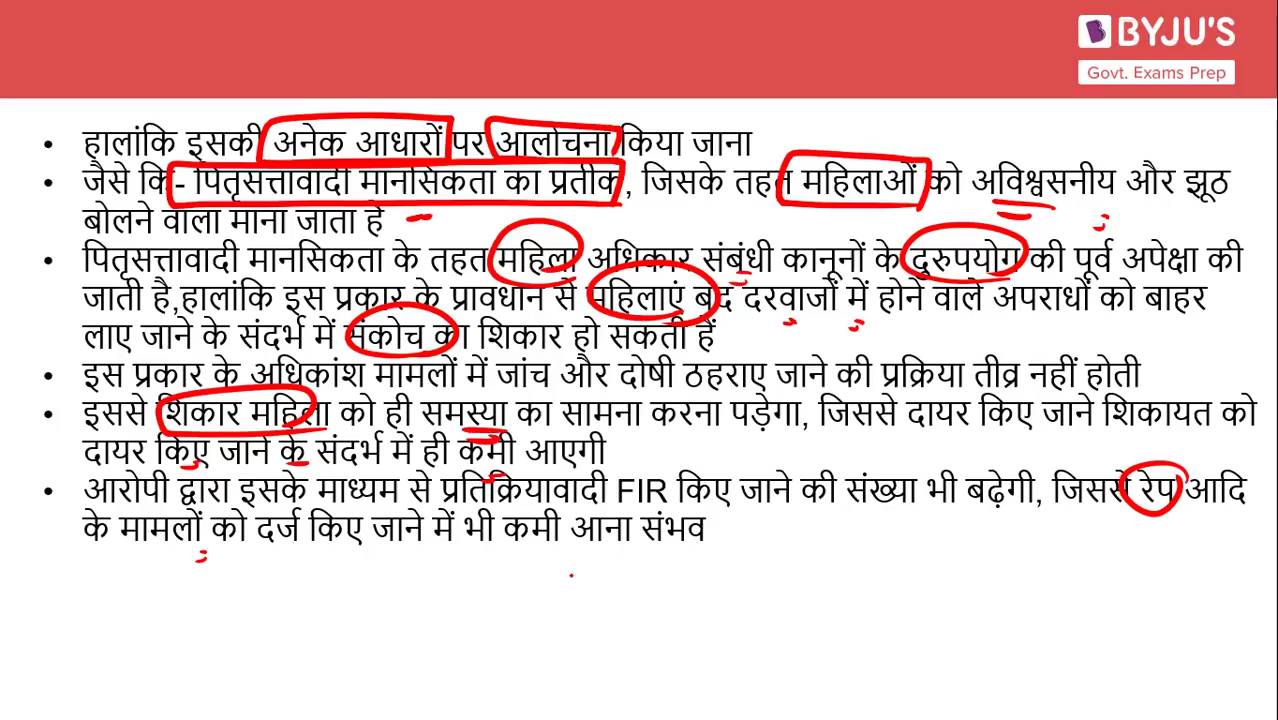 BYJU'S
Govt. Exams Prep
• हालांकि इसकी अनेक आधारों पर आलोचना किया जाना
• जैसे कि- पितृसत्तावादी मानसिकता का प्रतीक, जिसके तहत महिलाओं को अविश्वसनीय और झूठ
बोलने वाला माना जाता है
• पितृसत्तावादी मानसिकता के तहत महिला अधिकार संबंधी कानूनों के दुरुपयोग की पूर्व अपेक्षा की
जाती है,हालांकि इस प्रकार के प्रावधान से महिलाएं बंद दरवाजों में होने वाले अपराधों को बाहर
लाए जाने के संदर्भ में संकोच का शिकार हो सकती हैं
• इस प्रकार के अधिकांश मामलों में जांच और दोषी ठहराए जाने की प्रक्रिया तीव्र नहीं होती
• इससे शिकार महिला को ही समस्या का सामना करना पड़ेगा, जिससे दायर किए जाने शिकायत को
दायर किए जाने के संदर्भ में ही कमी आएगी
• आरोपी द्वारा इसके माध्यम से प्रतिक्रियावादी FIR किए जाने की संख्या भी बढ़ेगी, जिससे रेप आदि
के मामलों को दर्ज किए जाने में भी कमी आना संभव